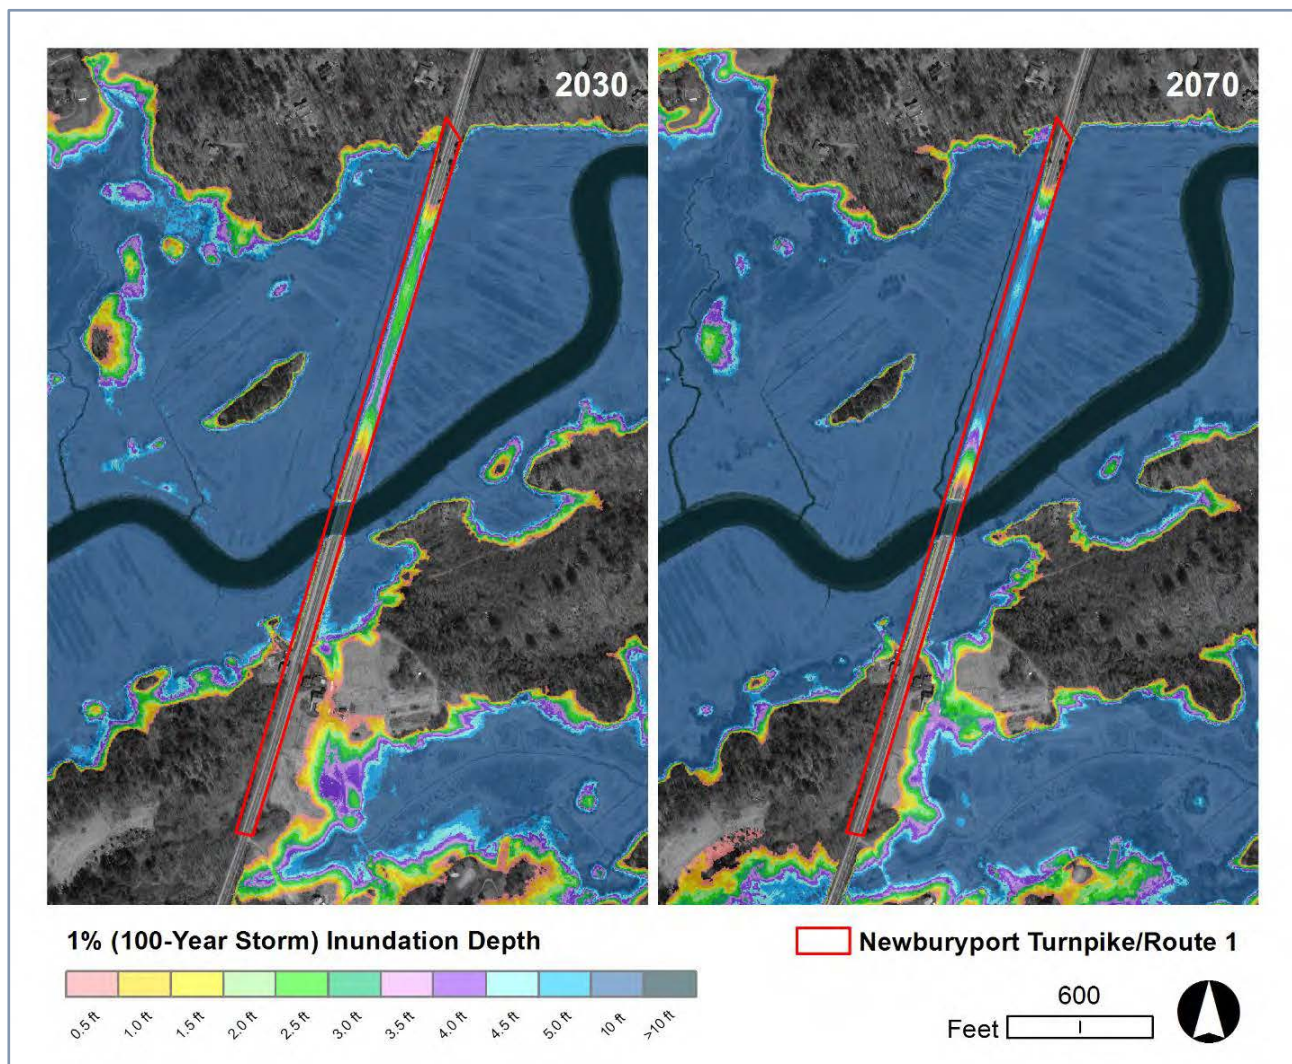 2030
2070
1% (100-Year Storm) Inundation Depth
0.5 ft
1.0 ft
1.5 ft
2.0 ft
2.5 ft
3.0 ft
3.5 ft
4.0 ft
4.5 ft
5.0 ft
10 ft
>10 ft
Newburyport Turnpike/Route 1
600
Feet